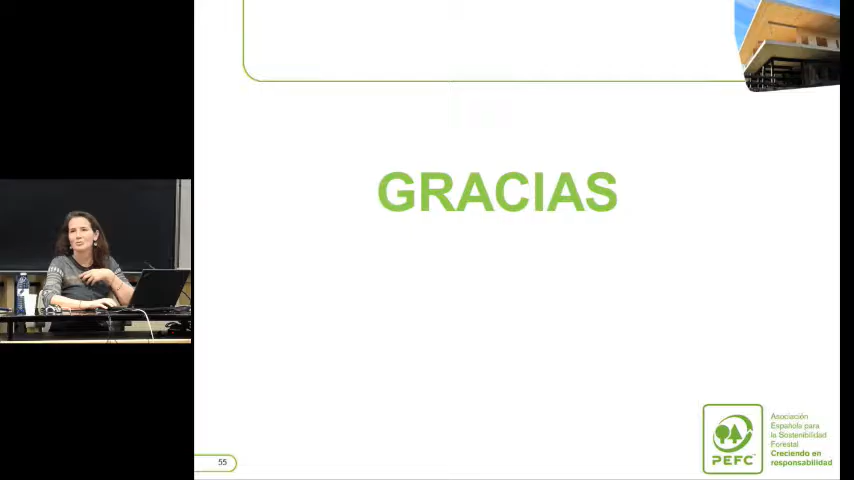 GRACIAS
55
PEFC
Asociación
Española para
la Sostenibilidad
Forestal
Creciendo en
responsabilidad